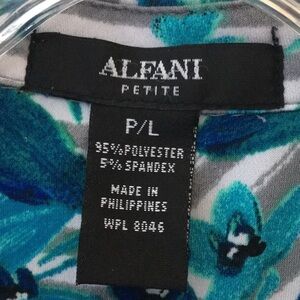 ALFANI
PETITE
P/L
95%POLYESTER
5%SPANDEX
MADE IN
PHILIPPINES
WPL 8046